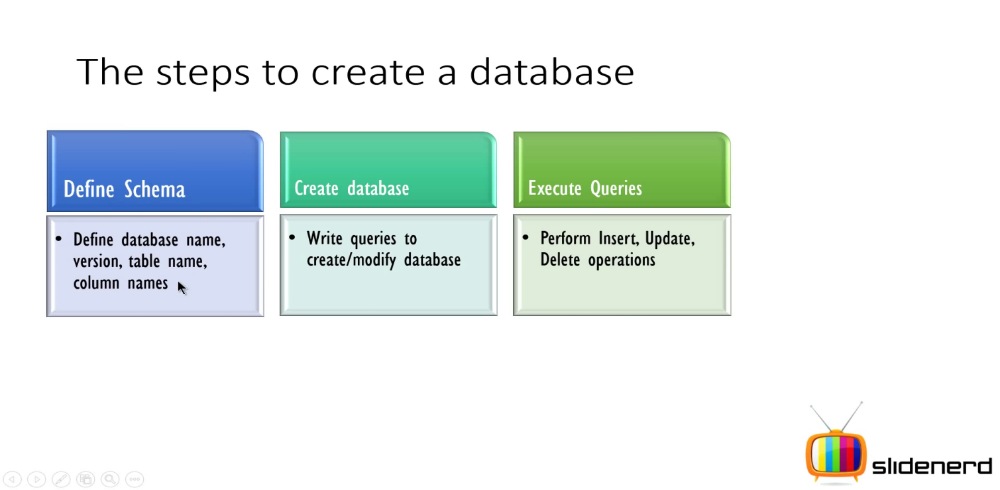 The steps to create a database
Define Schema
• Define database name,
version, table name,
column names
Create database
• Write queries to
create/modify database
Execute Queries
• Perform Insert, Update,
Delete operations
slidenerd